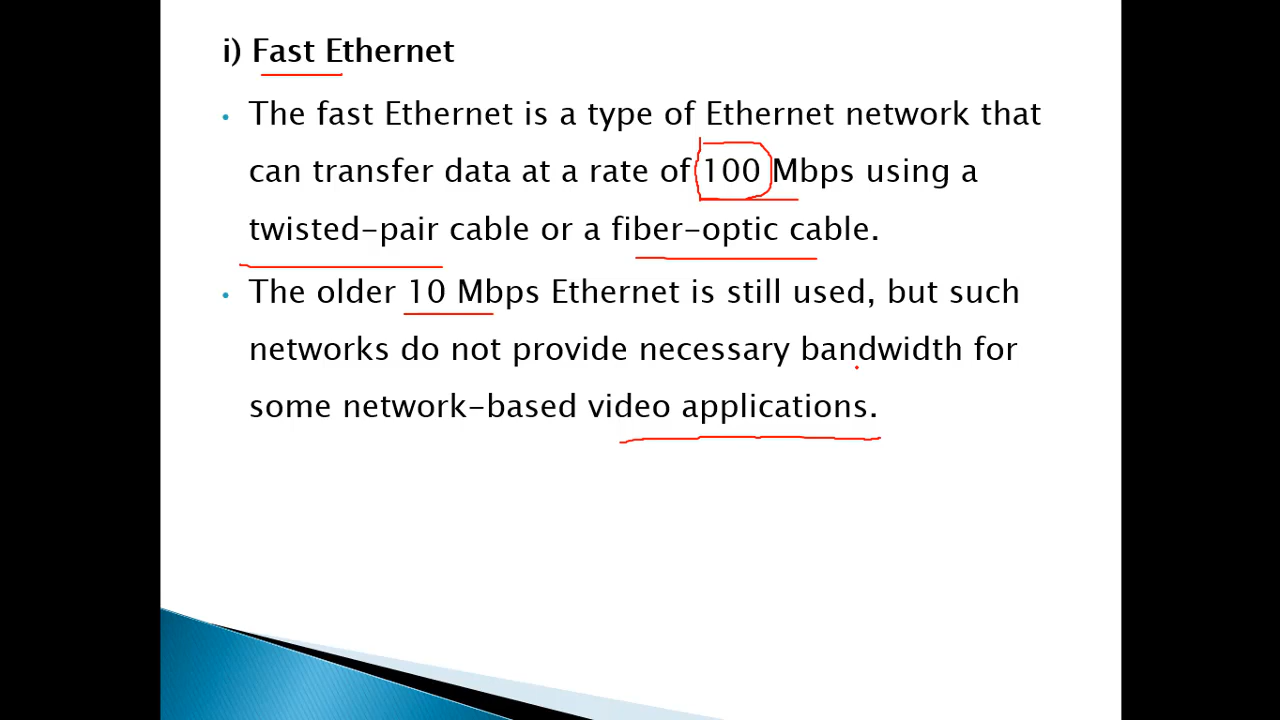 i) Fast Ethernet
• The fast Ethernet is a type of Ethernet network that
can transfer data at a rate of 100 Mbps using a
twisted-pair cable or a fiber-optic cable.
• The older 10 Mbps Ethernet is still used, but such
networks do not provide necessary bandwidth for
some network-based video applications.